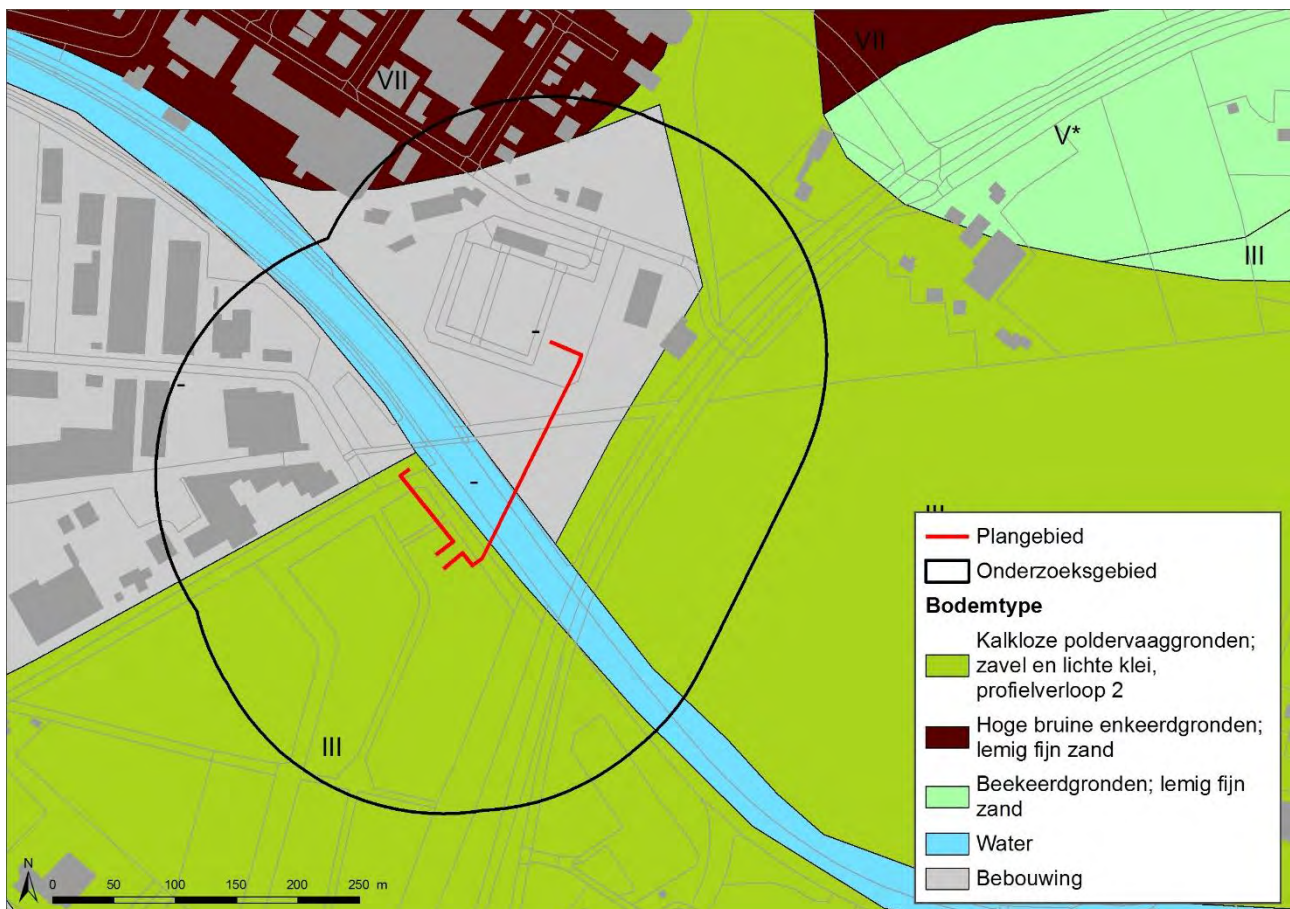 VII
VII
V*
III
-
-
-
III
III
Plangebied
Onderzoeksgebied
Bodemtype
Kalkloze poldervaaggronden;
zavel en lichte klei,
profielverloop 2
Hoge bruine enkeerdgronden;
lemig fijn zand
Beekeerdgronden; lemig fijn
zand
Water
Bebouwing
N
0 50 100 150 200 250 m